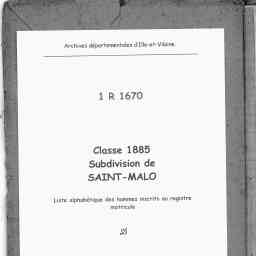 Archives départementales d'Ille-et-Vilaine
1 R 1670
Classe 1885
Subdivision de
SAINT-MALO
Liste alphabétique des hommes inscrits au registre
matricule